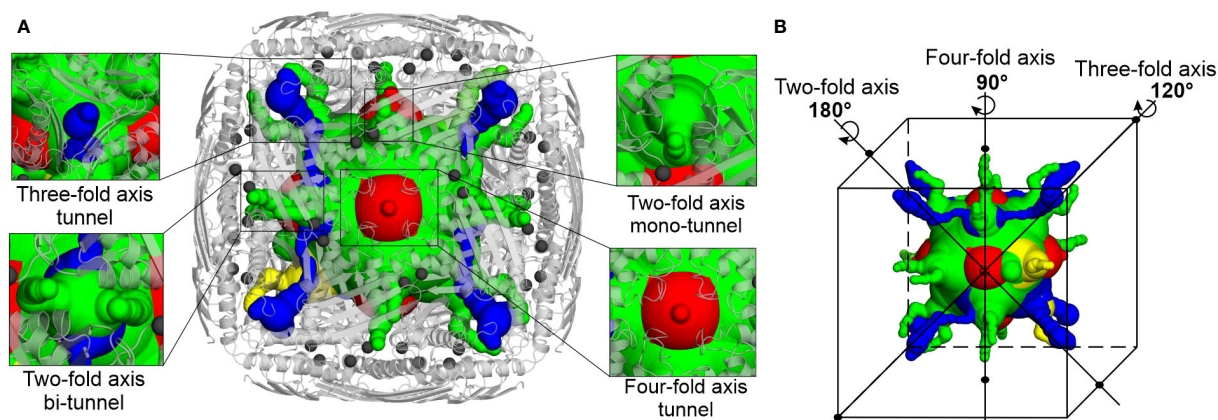 A
Three-fold axis
tunnel
Two-fold axis
bi-tunnel
Two-fold axis
mono-tunnel
Four-fold axis
tunnel
B
Two-fold axis
180°
Four-fold axis
90°
Three-fold axis
120°